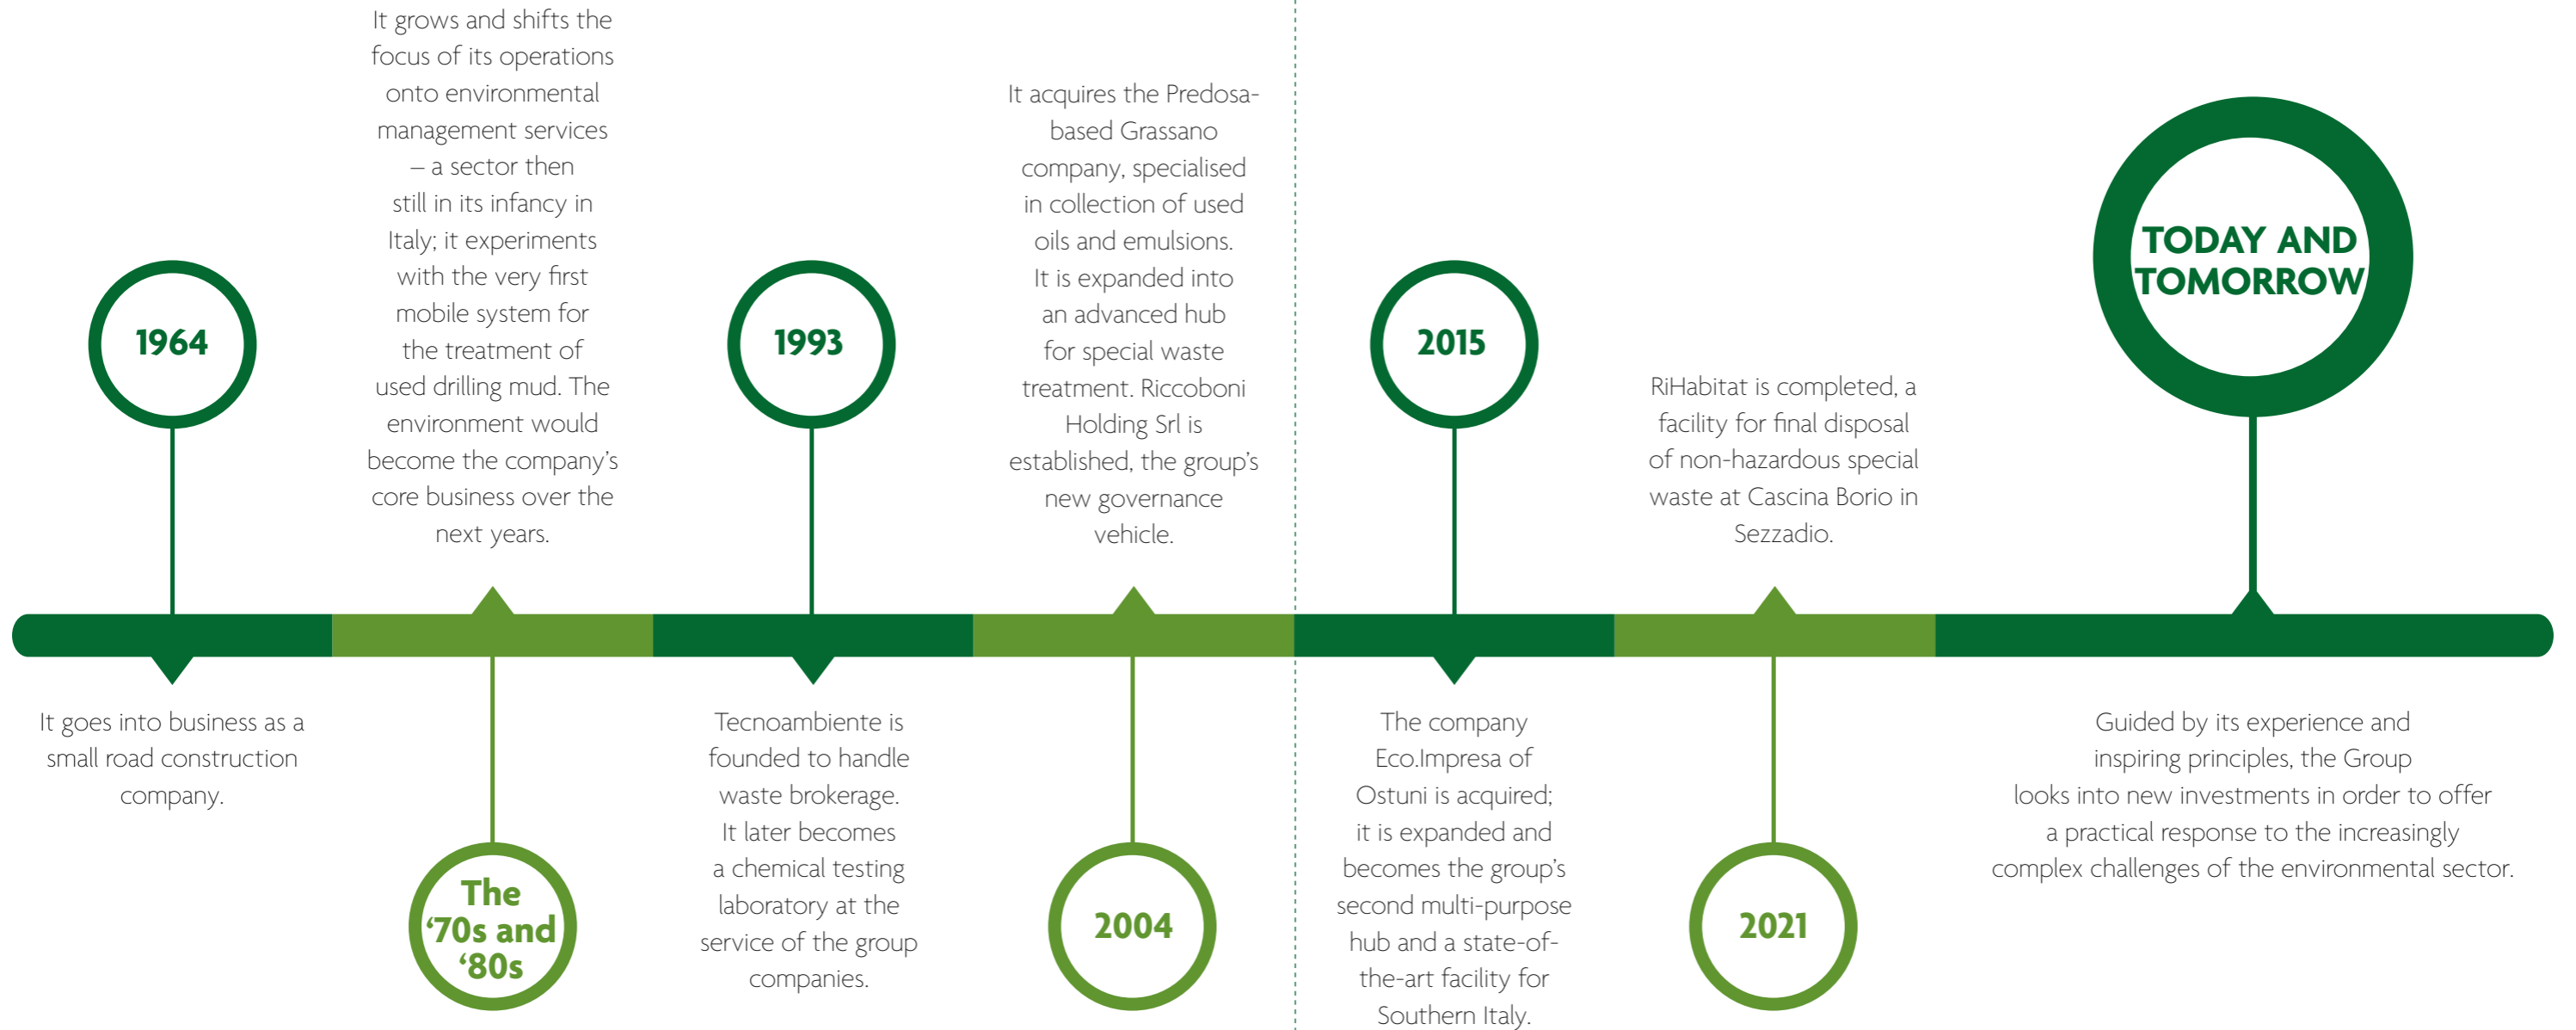 1964
It goes into business as a
small road construction
company.
It grows and shifts the
focus of its operations
onto environmental
management services
– a sector then
still in its infancy in
Italy; it experiments
with the very first
mobile system for
the treatment of
used drilling mud. The
environment would
become the company’s
core business over the
next years.
The
‘70s and
‘80s
1993
Tecnoambiente is
founded to handle
waste brokerage.
It later becomes
a chemical testing
laboratory at the
service of the group
companies.
It acquires the Predosa-
based Grassano
company, specialised
in collection of used
oils and emulsions.
It is expanded into
an advanced hub
for special waste
treatment. Riccoboni
Holding Srl is
established, the group’s
new governance
vehicle.
2004
2015
The company
Eco.Impresa of
Ostuni is acquired;
it is expanded and
becomes the group’s
second multi-purpose
hub and a state-of-
the-art facility for
Southern Italy.
RiHabitat is completed, a
facility for final disposal
of non-hazardous special
waste at Cascina Borio in
Sezzadio.
2021
TODAY AND
TOMORROW
Guided by its experience and
inspiring principles, the Group
looks into new investments in order to offer
a practical response to the increasingly
complex challenges of the environmental sector.